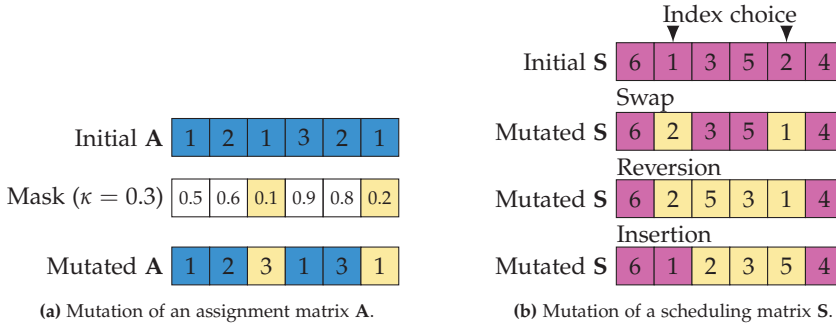 Index choice
Initial S 6 1 3 5 2 4
Swap
Mutated S 6 2 3 5 1 4
Reversion
Mutated S 6 2 5 3 1 4
Insertion
Mutated S 6 1 2 3 5 4
Initial A 1 2 1 3 2 1
Mask (κ = 0.3) 0.5 0.6 0.1 0.9 0.8 0.2
Mutated A 1 2 3 1 3 1
(a) Mutation of an assignment matrix A.
(b) Mutation of a scheduling matrix S.